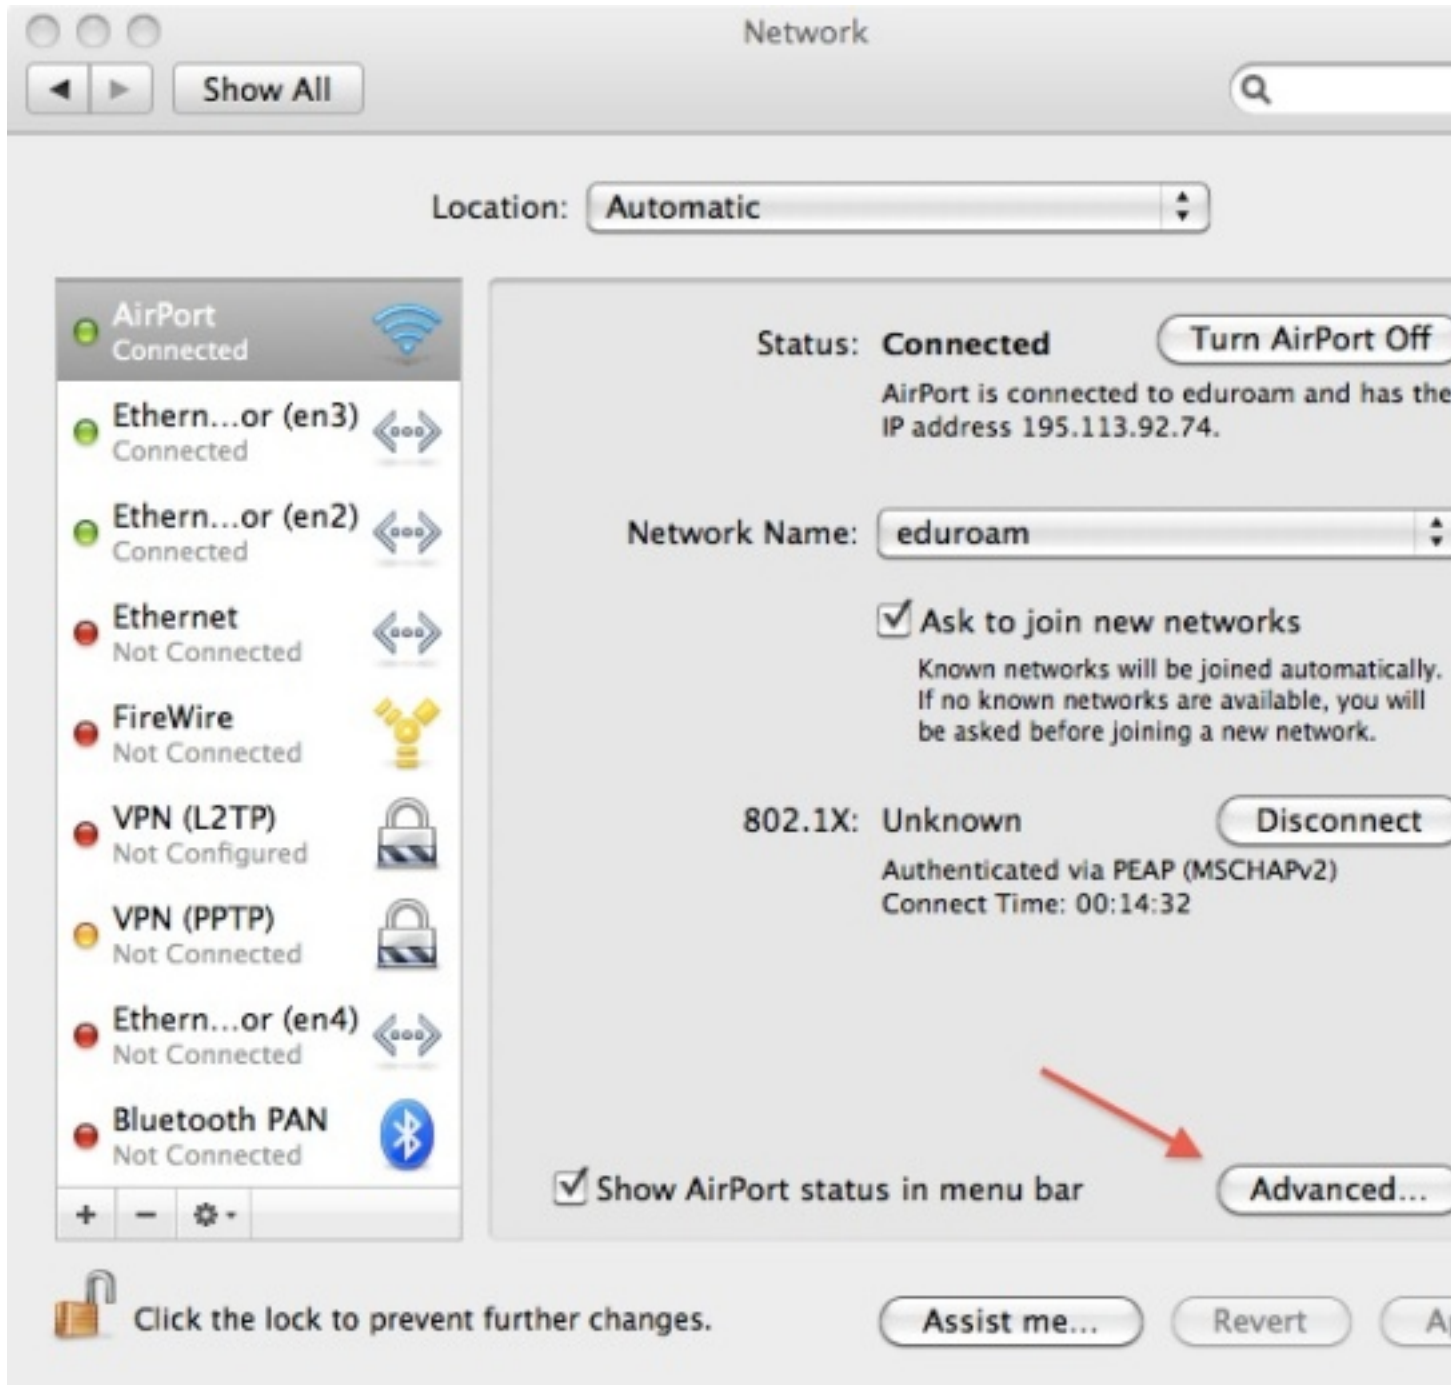 Network
Show All
Location: Automatic
AirPort
Connected
Ethern...or (en3)
Connected
Ethern...or (en2)
Connected
Ethernet
Not Connected
FireWire
Not Connected
VPN (L2TP)
Not Configured
VPN (PPTP)
Not Connected
Ethern...or (en4)
Not Connected
Bluetooth PAN
Not Connected
Status: Connected
Turn AirPort Off
AirPort is connected to eduroam and has the
IP address 195.113.92.74.
Network Name: eduroam
Ask to join new networks
Known networks will be joined automatically.
If no known networks are available, you will
be asked before joining a new network.
802.1X: Unknown
Disconnect
Authenticated via PEAP (MSCHAPv2)
Connect Time: 00:14:32
Show AirPort status in menu bar
Advanced...
Click the lock to prevent further changes.
Assist me...
Revert